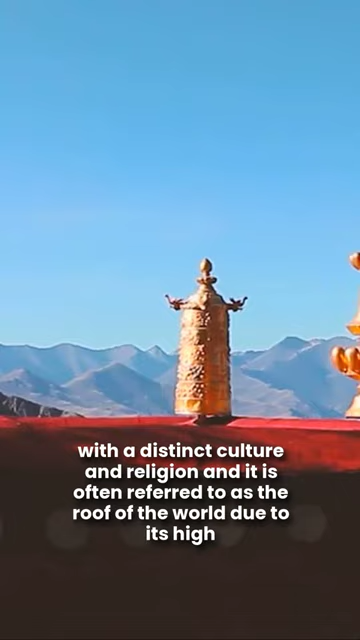 with a distinct culture
and religion and it is
often referred to as the
roof of the world due to
its high